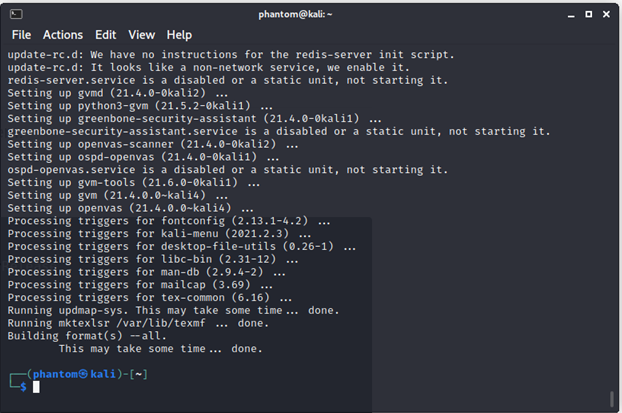 phantom@kali: ~
File Actions Edit View Help
update-rc.d: We have no instructions for the redis-server init script.
update-rc.d: It looks like a non-network service, we enable it.
redis-server.service is a disabled or a static unit, not starting it.
Setting up gvmd (21.4.0-0kali2) ...
Setting up python3-gvm (21.5.2-0kali1) ...
Setting up greenbone-security-assistant (21.4.0-0kali1) ...
greenbone-security-assistant.service is a disabled or a static unit, not starting it.
Setting up openvas-scanner (21.4.0-0kali2) ...
Setting up ospd-openvas (21.4.0-0kali1) ...
ospd-openvas.service is a disabled or a static unit, not starting it.
Setting up gvm-tools (21.6.0-0kali1) ...
Setting up gvm (21.4.0.0~kali4) ...
Setting up openvas (21.4.0.0~kali4) ...
Processing triggers for fontconfig (2.13.1-4.2) ...
Processing triggers for kali-menu (2021.2.3) ...
Processing triggers for desktop-file-utils (0.26-1) ...
Processing triggers for libc-bin (2.31-12) ...
Processing triggers for man-db (2.9.4-2) ...
Processing triggers for mailcap (3.69) ...
Processing triggers for tex-common (6.16) ...
Running updmap-sys. This may take some time... done.
Running mktexlsr /var/lib/texmf ... done.
Building format(s) --all.
        This may take some time... done.
┌──(phantom㉿kali)-[~]
└─$